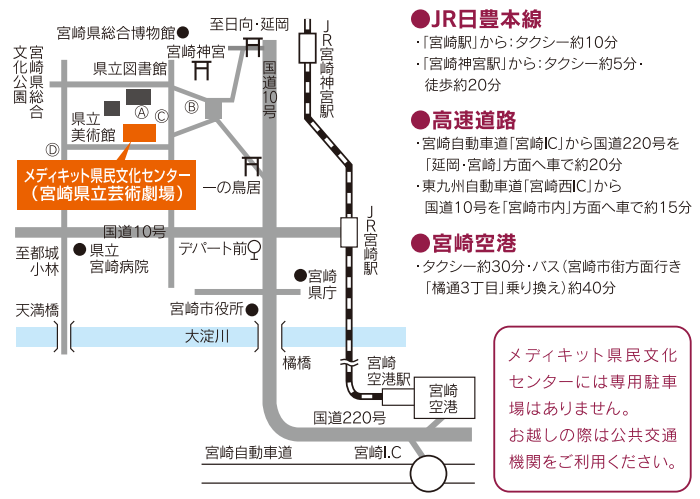 宮崎県総合博物館
至日向・延岡
宮崎神宮
宮崎県総合
文化公園
県立図書館
国道10号
JR宮崎神宮駅
Ⓐ
Ⓑ
Ⓒ
県立
美術館
Ⓓ
メディキット県民文化センター
(宮崎県立芸術劇場)
一の鳥居
国道10号
JR宮崎駅
至都城
小林
県立
宮崎病院
デパート前
宮崎
県庁
天満橋
宮崎市役所
大淀川
橘橋
宮崎
空港駅
宮崎
空港
国道220号
宮崎自動車道
宮崎I.C
●JR日豊本線
・「宮崎駅」から:タクシー約10分
・「宮崎神宮駅」から:タクシー約5分・
徒歩約20分
●高速道路
・宮崎自動車道「宮崎IC」から国道220号を
「延岡・宮崎」方面へ車で約20分
・東九州自動車道「宮崎西IC」から
国道10号を「宮崎市内」方面へ車で約15分
●宮崎空港
・タクシー約30分・バス(宮崎市街方面行き
「橘通3丁目」乗り換え)約40分
メディキット県民文化
センターには専用駐車
場はありません。
お越しの際は公共交通
機関をご利用ください。